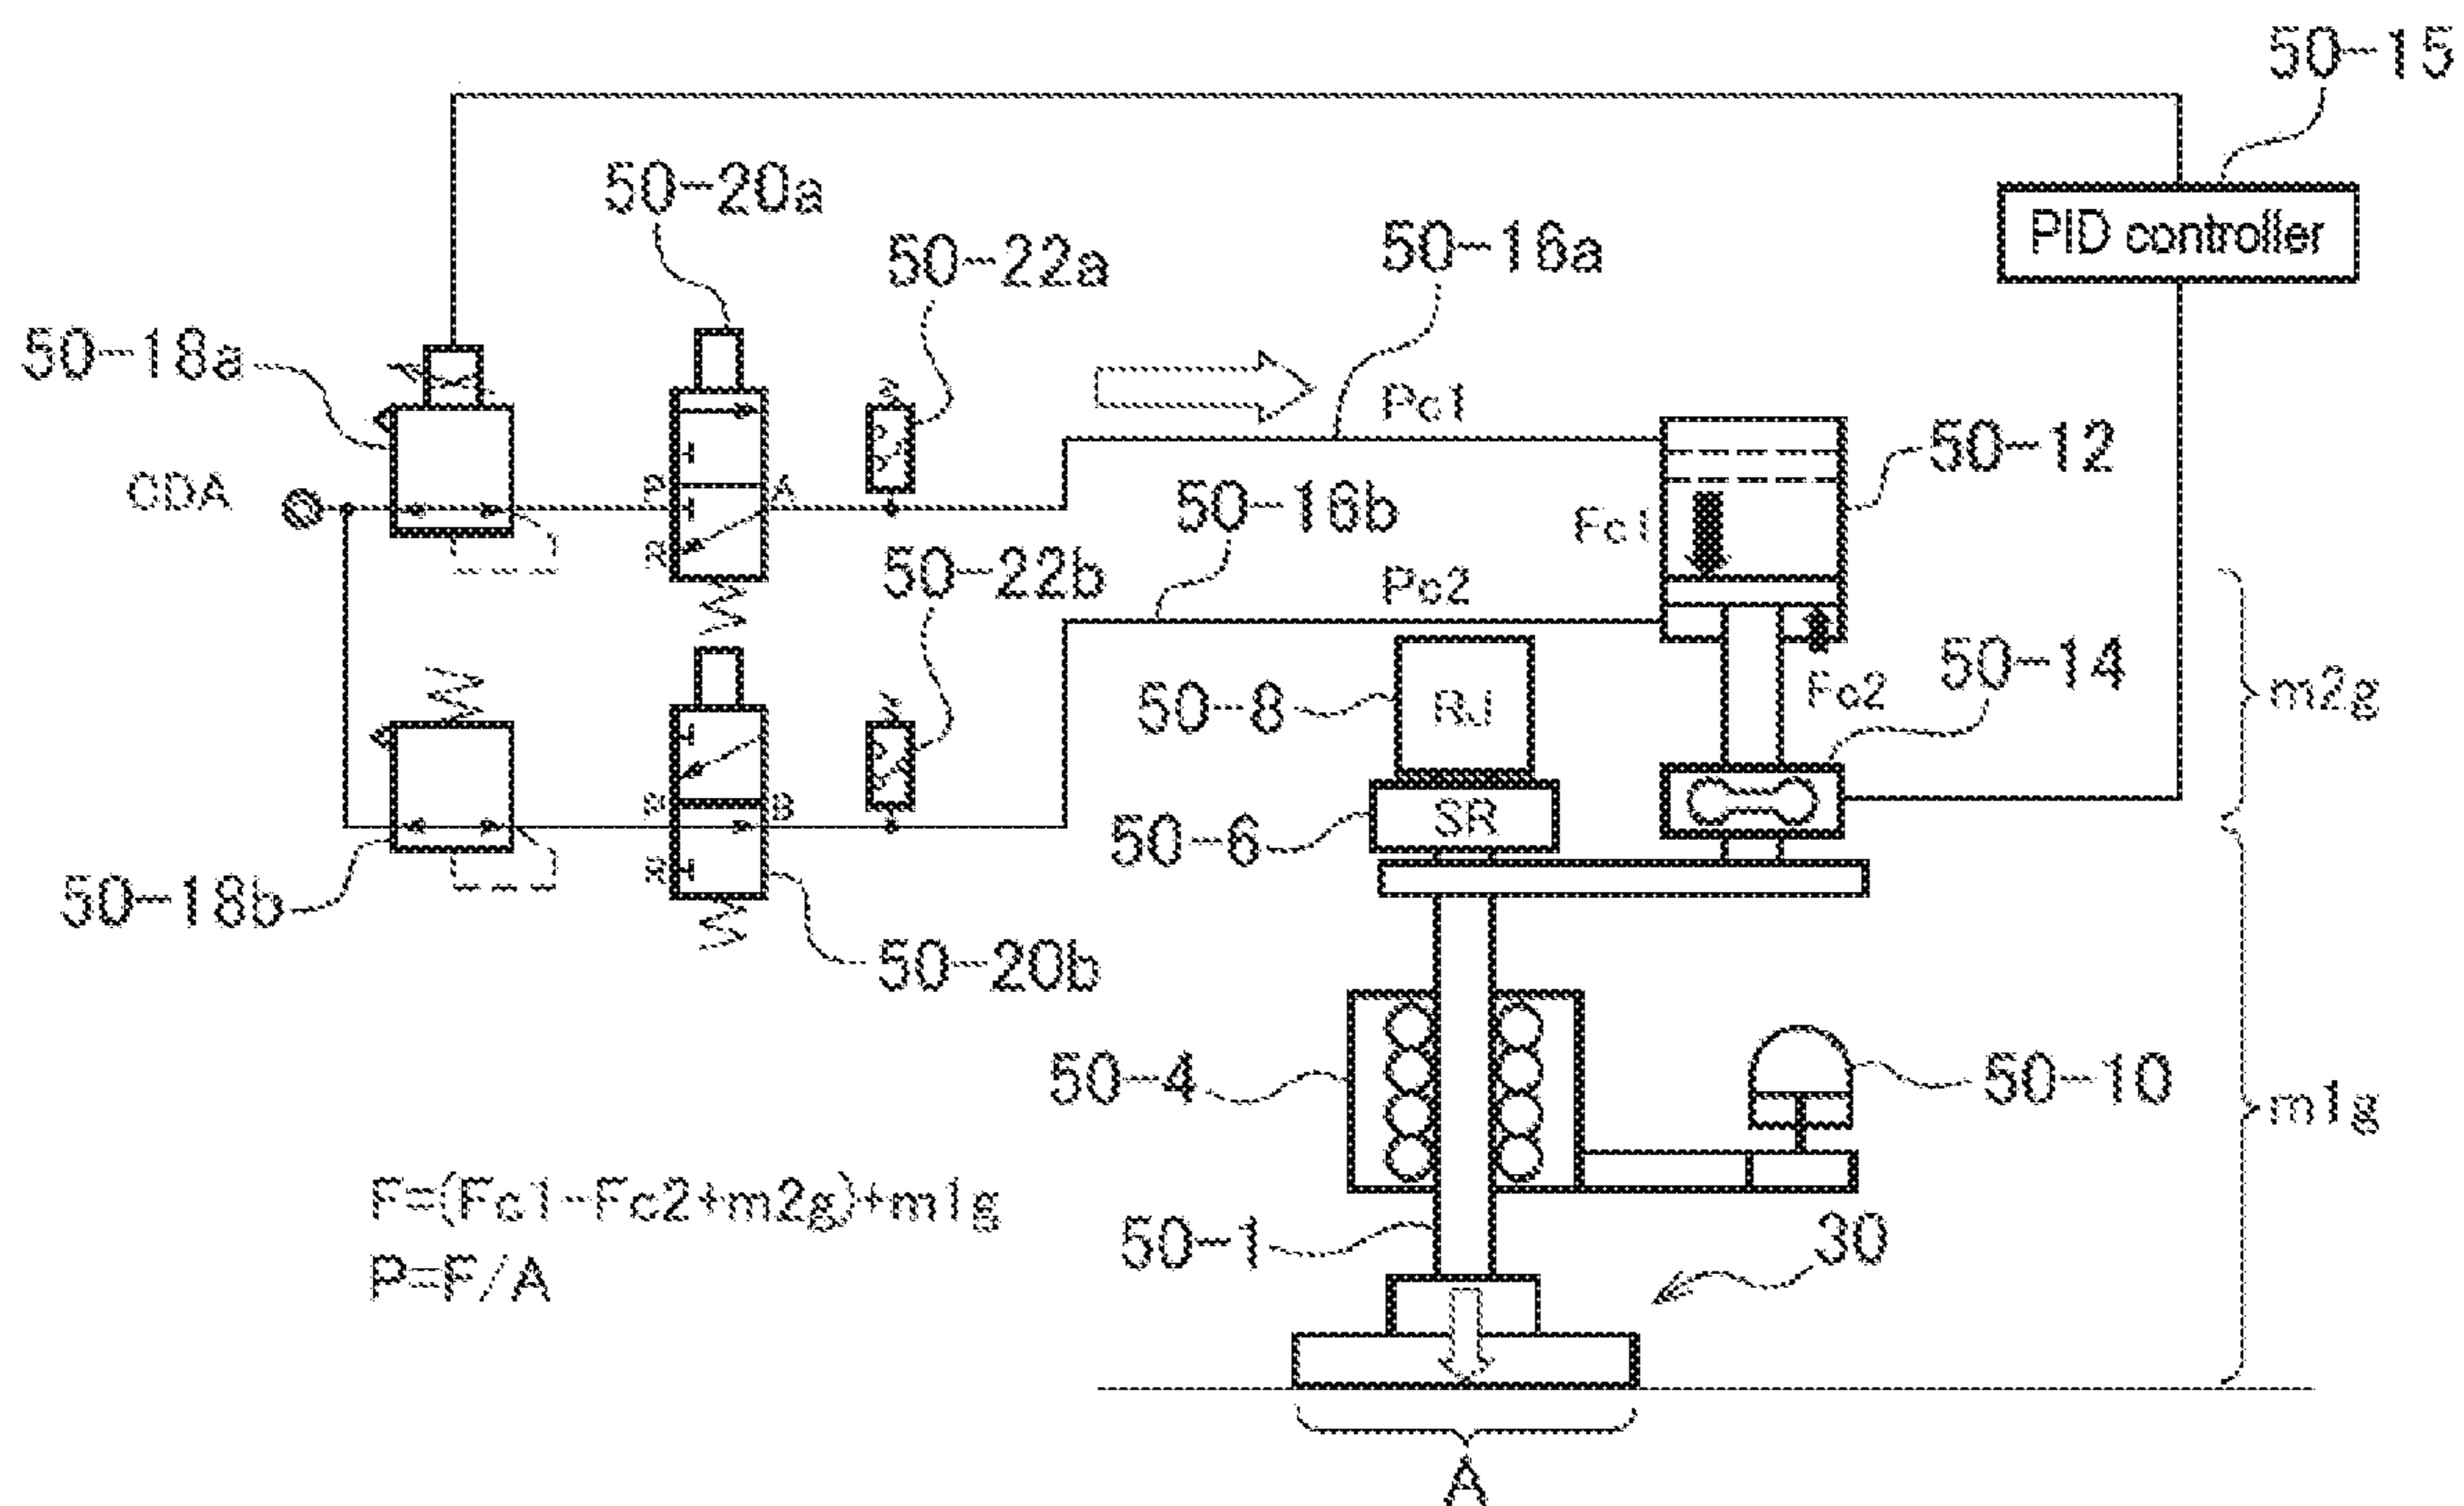 50-15
50-20a
PID controller
50-22a
50-16a
50-18a
Pc1
50-12
CDA
P
A
50-16b
Fc1
R
50-22b
Pc2
50-14
50-8
RJ
Fc2
m2g
B
50-6
SR
50-18b
50-20b
50-4
50-10
m1g
F=(Fc1-Fc2+m2g)+m1g
50-1
30
P=F/A
A